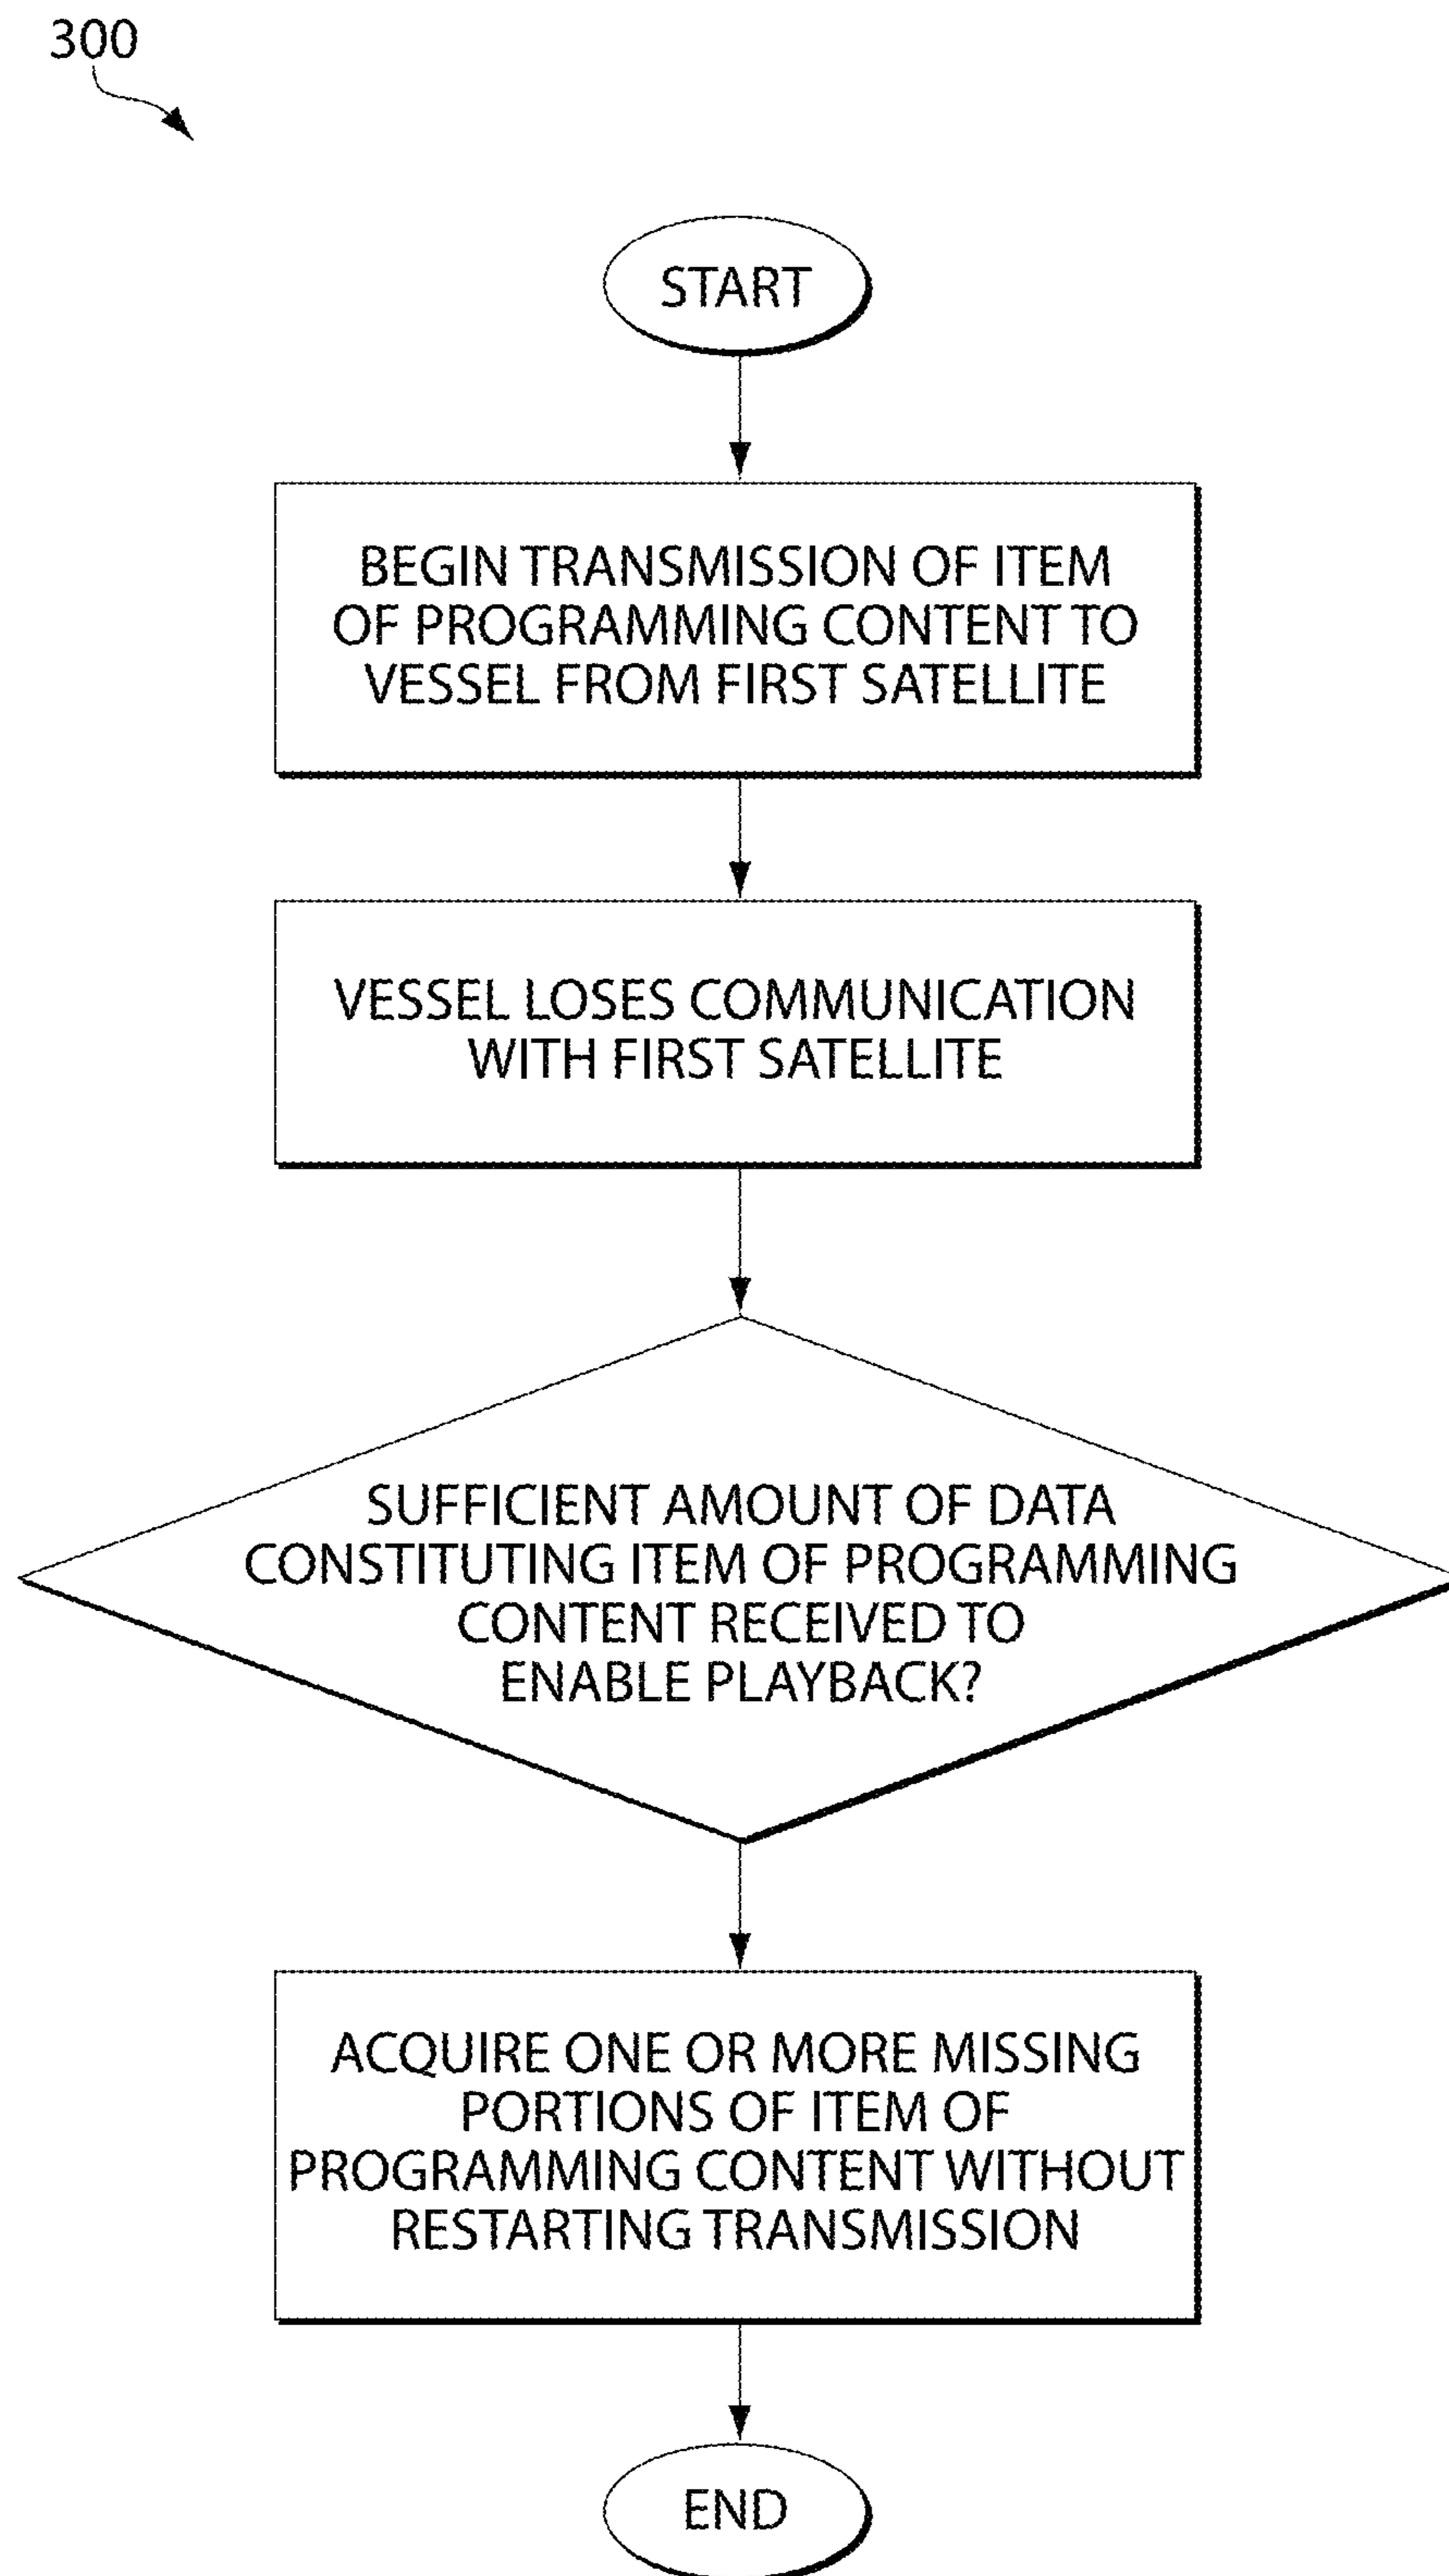 300
START
BEGIN TRANSMISSION OF ITEM
OF PROGRAMMING CONTENT TO
VESSEL FROM FIRST SATELLITE
VESSEL LOSES COMMUNICATION
WITH FIRST SATELLITE
SUFFICIENT AMOUNT OF DATA
CONSTITUTING ITEM OF PROGRAMMING
CONTENT RECEIVED TO
ENABLE PLAYBACK?
ACQUIRE ONE OR MORE MISSING
PORTIONS OF ITEM OF
PROGRAMMING CONTENT WITHOUT
RESTARTING TRANSMISSION
END